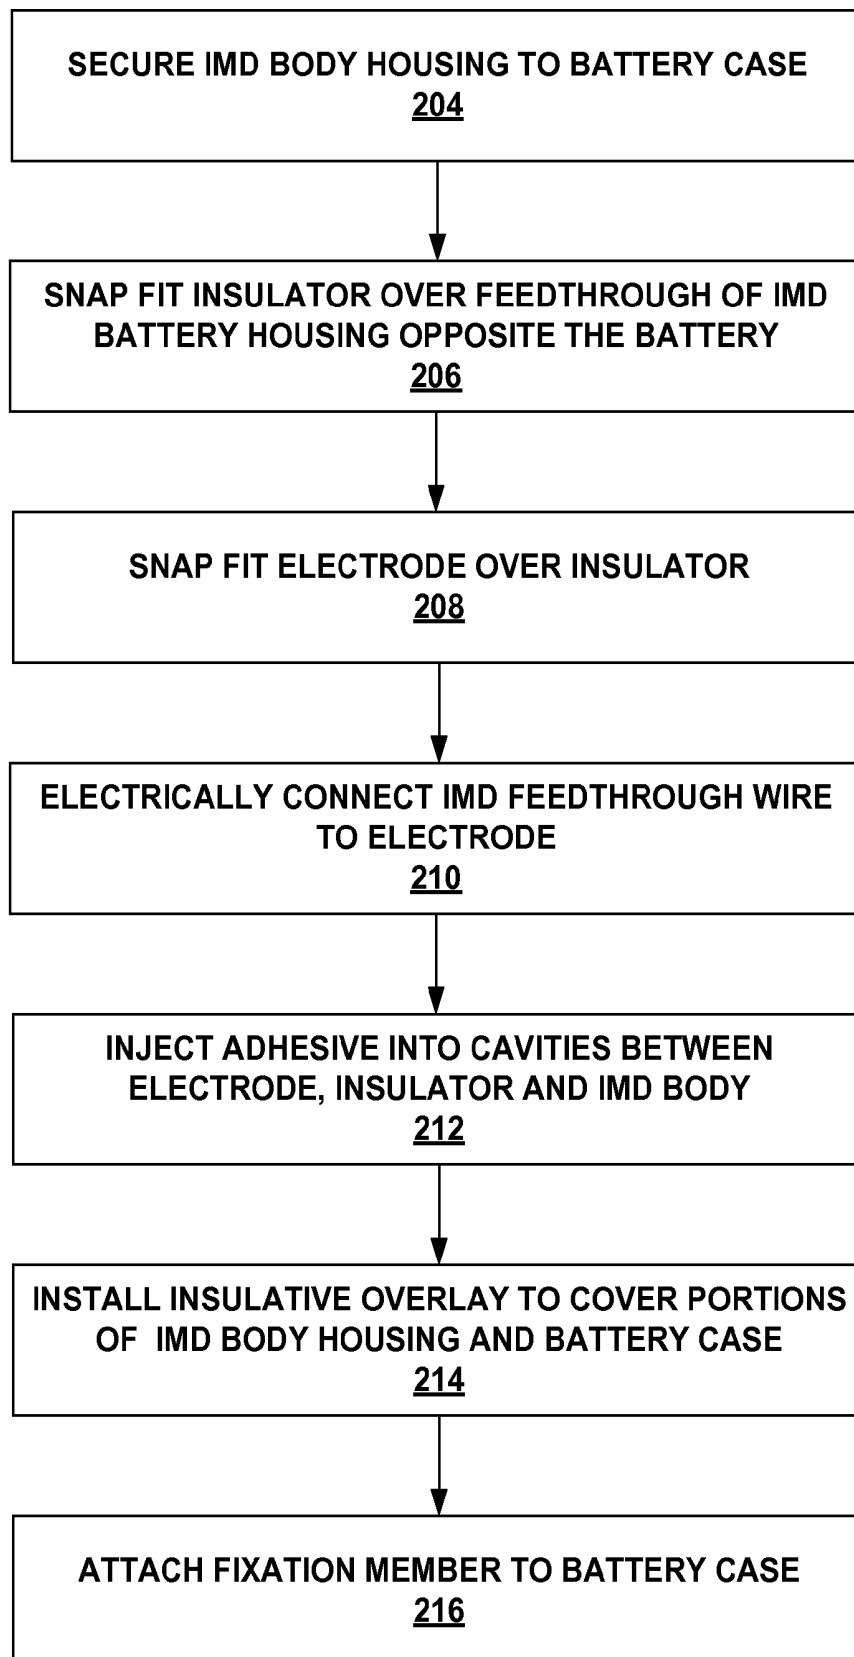 SECURE IMD BODY HOUSING TO BATTERY CASE
204
SNAP FIT INSULATOR OVER FEEDTHROUGH OF IMD
BATTERY HOUSING OPPOSITE THE BATTERY
206
SNAP FIT ELECTRODE OVER INSULATOR
208
ELECTRICALLY CONNECT IMD FEEDTHROUGH WIRE
TO ELECTRODE
210
INJECT ADHESIVE INTO CAVITIES BETWEEN
ELECTRODE, INSULATOR AND IMD BODY
212
INSTALL INSULATIVE OVERLAY TO COVER PORTIONS
OF IMD BODY HOUSING AND BATTERY CASE
214
ATTACH FIXATION MEMBER TO BATTERY CASE
216